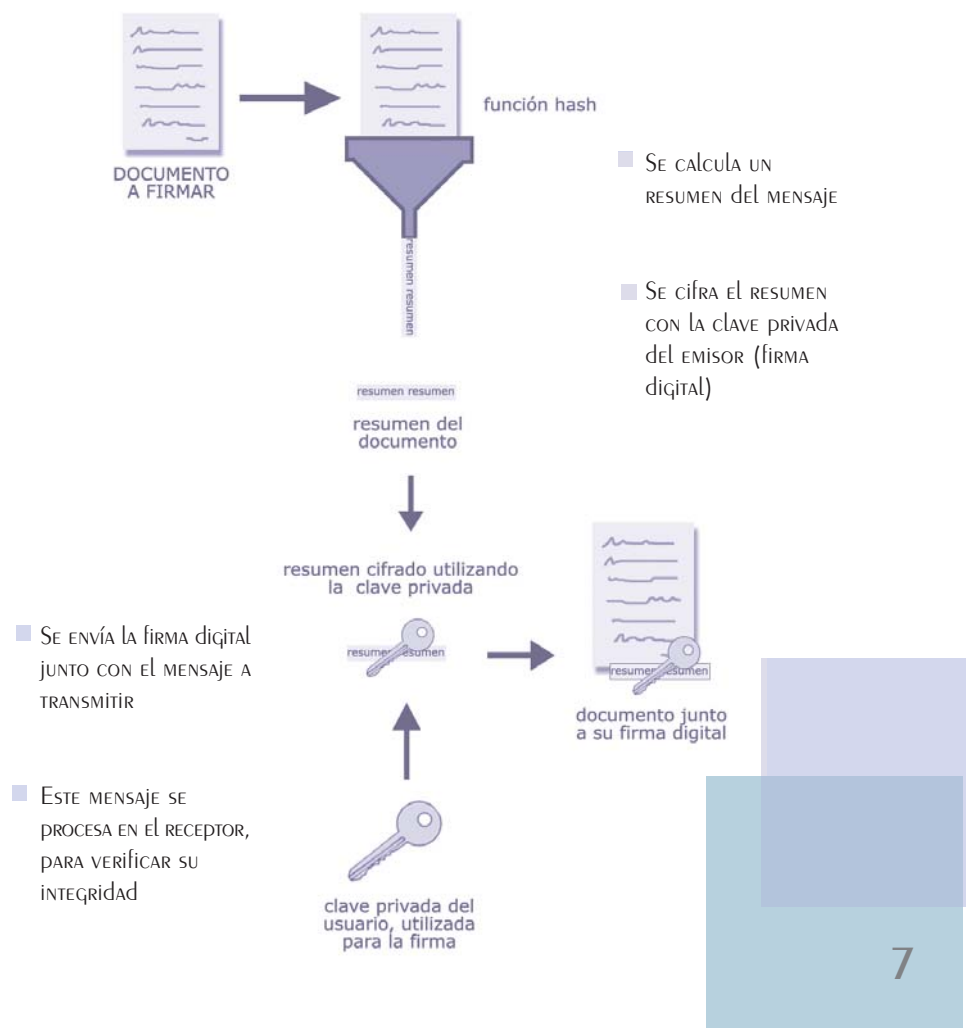 función hash
DOCUMENTO
A FIRMAR
Se calcula un
resumen del mensaje
resumen resumen
Se cifra el resumen
con la clave privada
del emisor (firma
digital)
resumen resumen
resumen del
documento
resumen cifrado utilizando
la clave privada
resumen resumen
Se envía la firma digital
junto con el mensaje a
transmitir
resumen resumen
documento junto
a su firma digital
Este mensaje se
procesa en el receptor,
para verificar su
integridad
clave privada del
usuario, utilizada
para la firma
7